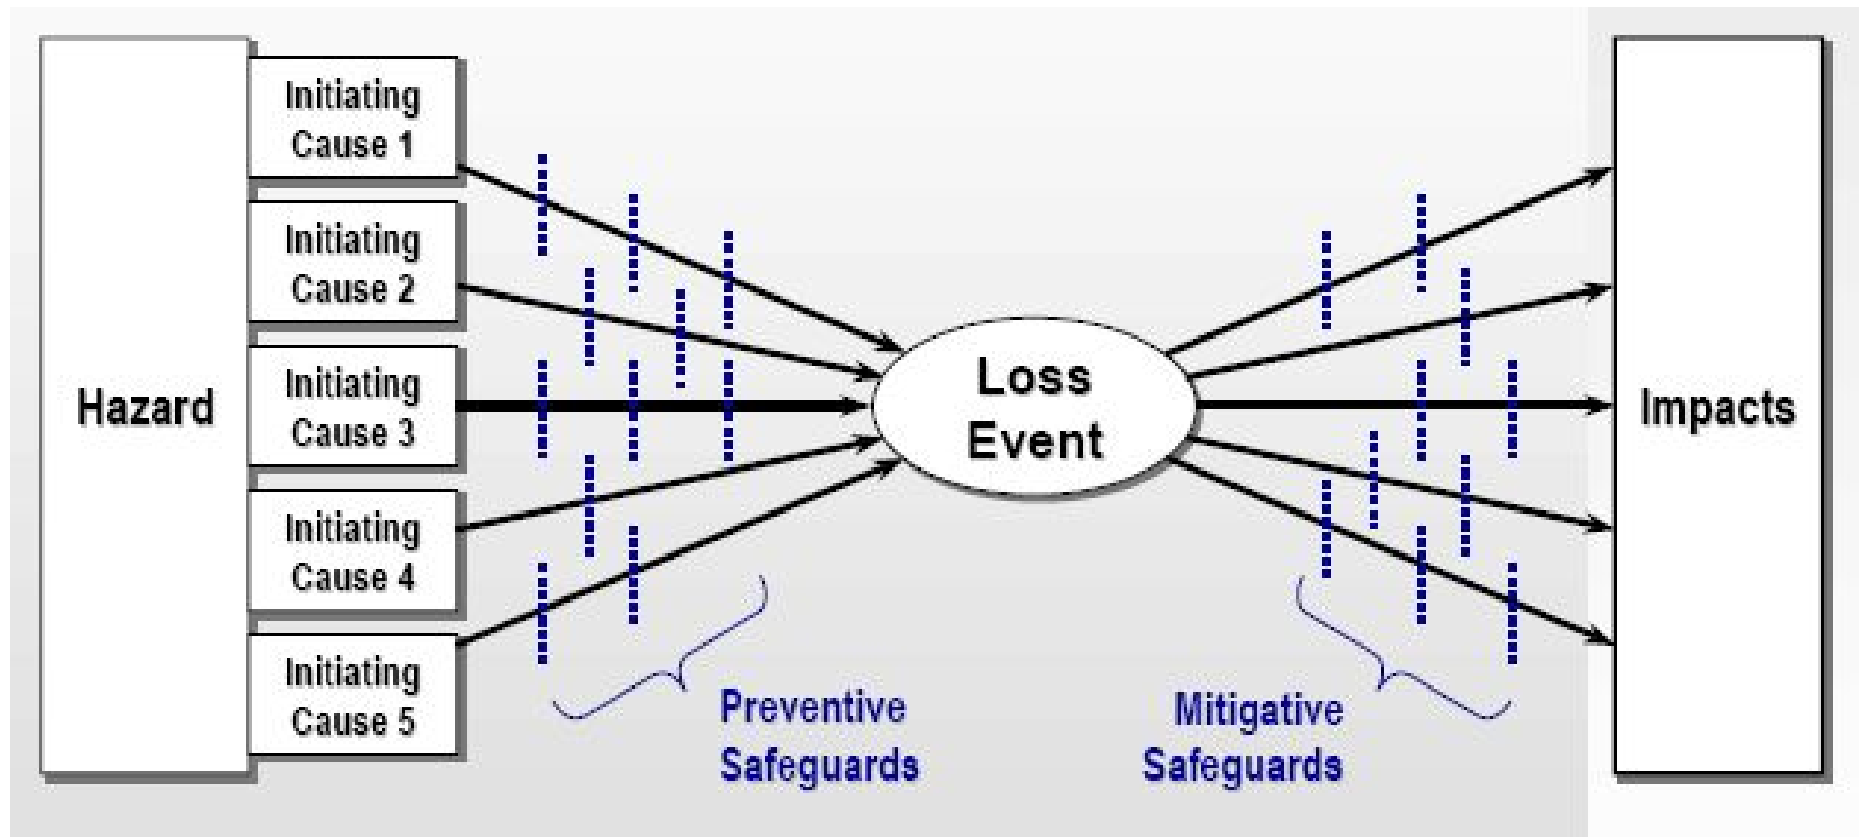 Hazard
Initiating
Cause 1
Initiating
Cause 2
Initiating
Cause 3
Initiating
Cause 4
Initiating
Cause 5
Loss
Event
Preventive
Safeguards
Mitigative
Safeguards
Impacts